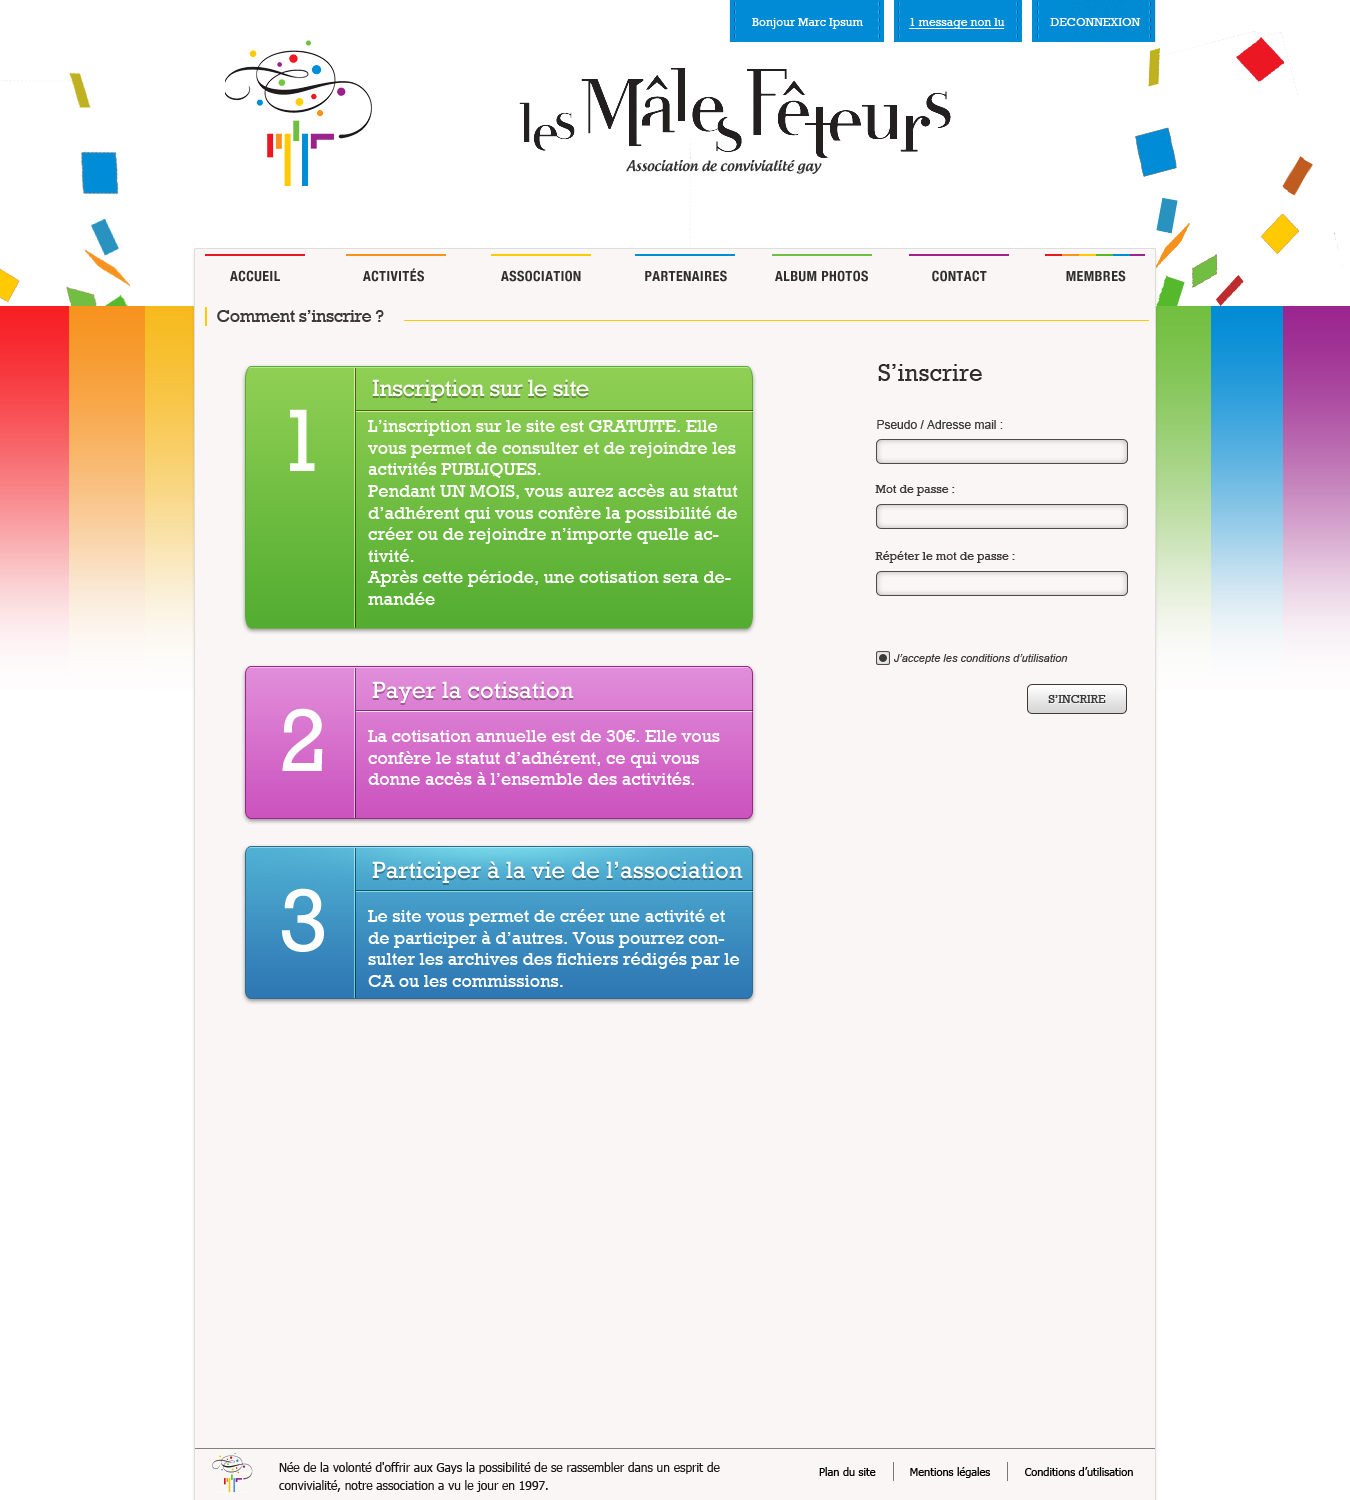 Bonjour Marc Ipsum
1 message non lu
DECONNEXION
les Mâles Fêteurs
Association de convivialité gay
ACCUEIL
ACTIVITÉS
ASSOCIATION
PARTENAIRES
ALBUM PHOTOS
CONTACT
MEMBRES
Comment s’inscrire ?
1
Inscription sur le site
L’inscription sur le site est GRATUITE. Elle
vous permet de consulter et de rejoindre les
activités PUBLIQUES.
Pendant UN MOIS, vous aurez accès au statut
d’adhérent qui vous confère la possibilité de
créer ou de rejoindre n’importe quelle ac-
tivité.
Après cette période, une cotisation sera de-
mandée
2
Payer la cotisation
La cotisation annuelle est de 30€. Elle vous
confère le statut d’adhérent, ce qui vous
donne accès à l’ensemble des activités.
3
Participer à la vie de l’association
Le site vous permet de créer une activité et
de participer à d’autres. Vous pourrez con-
sulter les archives des fichiers rédigés par le
CA ou les commissions.
S’inscrire
Pseudo / Adresse mail :
Mot de passe :
Répéter le mot de passe :
J’accepte les conditions d’utilisation
S’INCRIRE
Née de la volonté d'offrir aux Gays la possibilité de se rassembler dans un esprit de
convivialité, notre association a vu le jour en 1997.
Plan du site
Mentions légales
Conditions d’utilisation